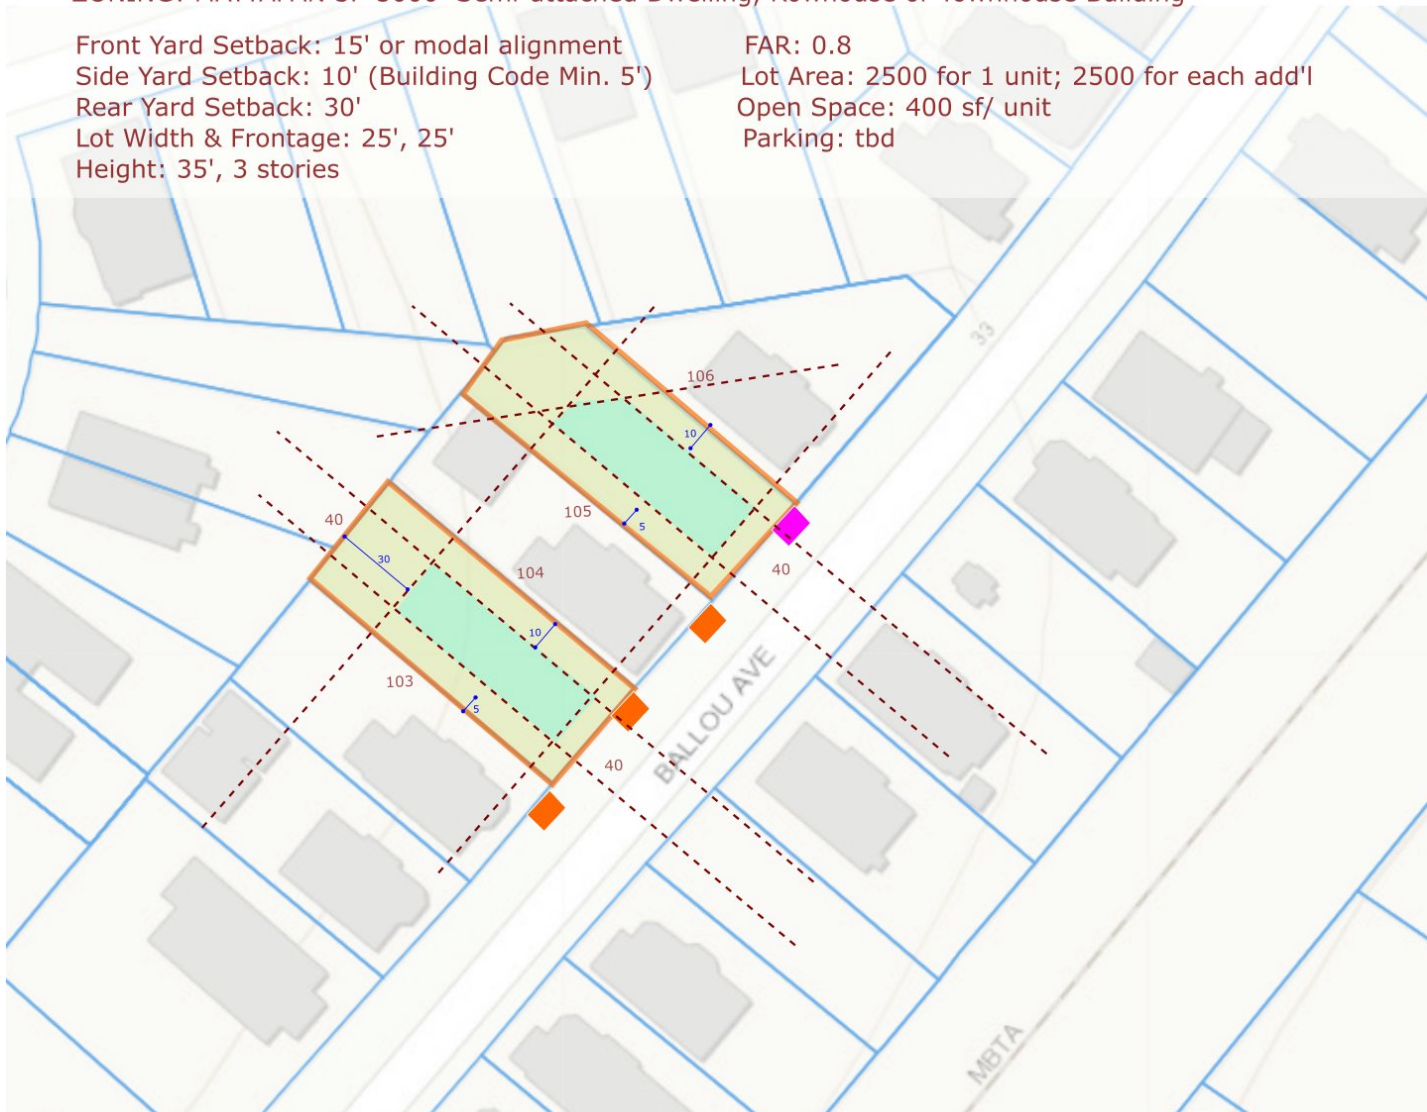 Front Yard Setback: 15' or modal alignment
Side Yard Setback: 10' (Building Code Min. 5')
Rear Yard Setback: 30'
Lot Width & Frontage: 25', 25'
Height: 35', 3 stories
FAR: 0.8
Lot Area: 2500 for 1 unit; 2500 for each add'l
Open Space: 400 sf/ unit
Parking: tbd
33
106
10
105
5
40
40
30
104
10
103
5
40
BALLOU AVE
MBTA